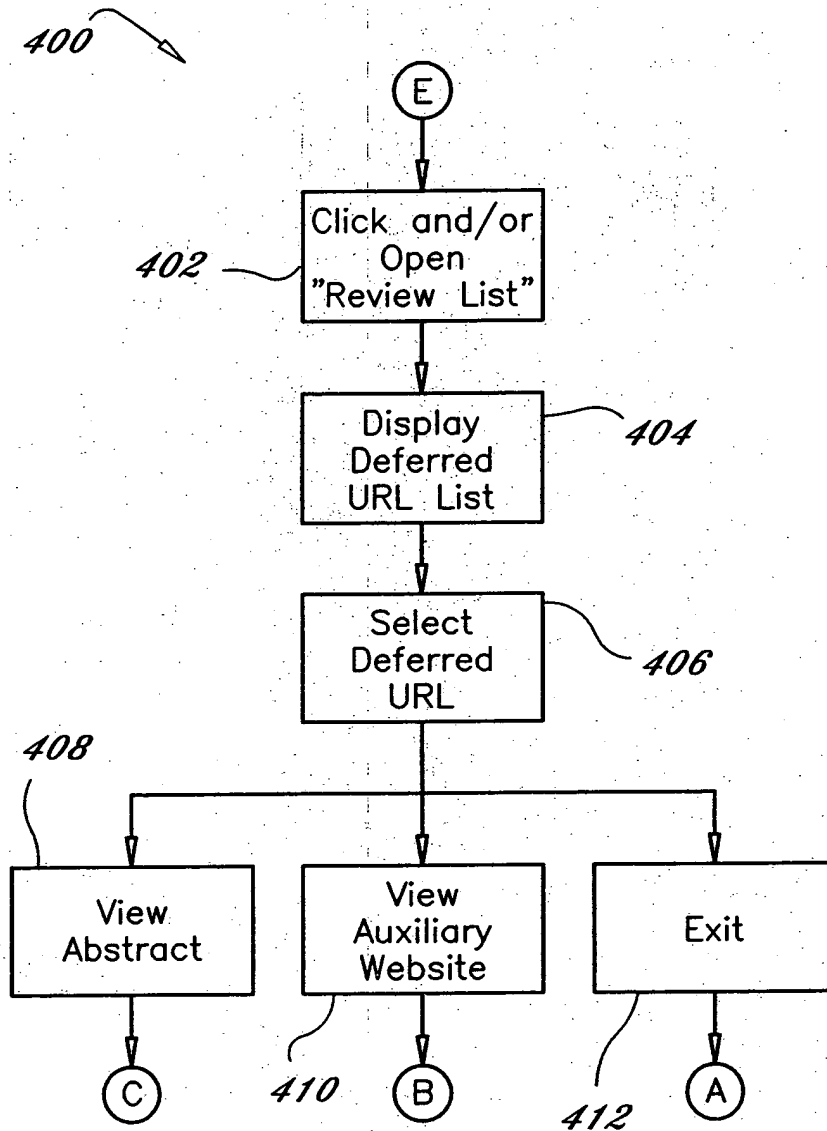 400
E
Click and/or
Open
"Review List"
402
Display
Deferred
URL List
404
Select
Deferred
URL
406
408
View
Abstract
View
Auxiliary
Website
Exit
410
412
C
B
A